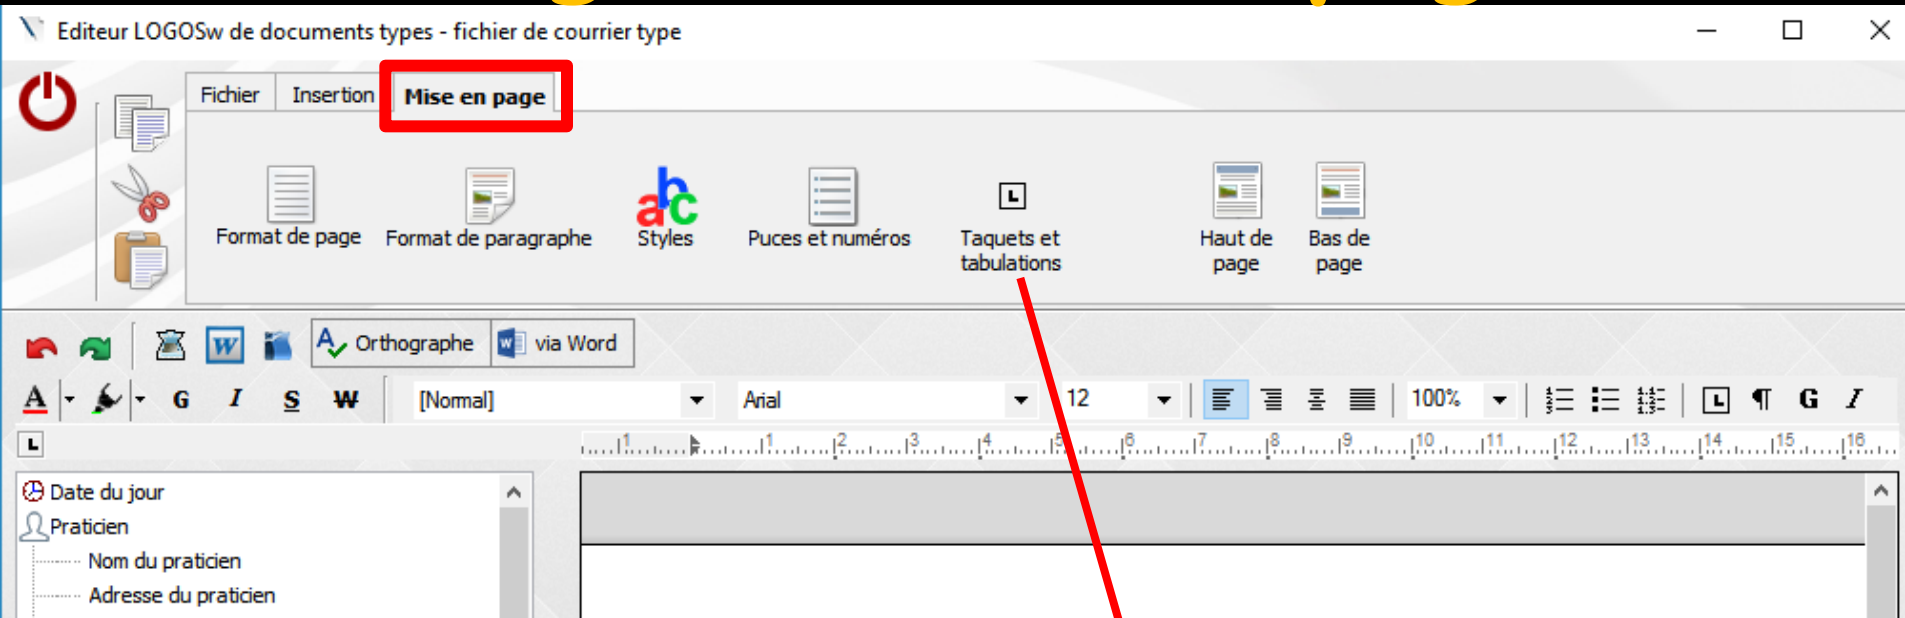 Editeur LOGOSw de documents types - fichier de courrier type
Fichier Insertion Mise en page
Format de page Format de paragraphe Styles Puces et numéros Taquets et tabulations Haut de page Bas de page
Orthographe via Word
A G I S W [Normal] Arial 12 100% G I
1 1 2 3 4 5 6 7 8 9 10 11 12 13 14 15 16
Date du jour
Praticien
Nom du praticien
Adresse du praticien